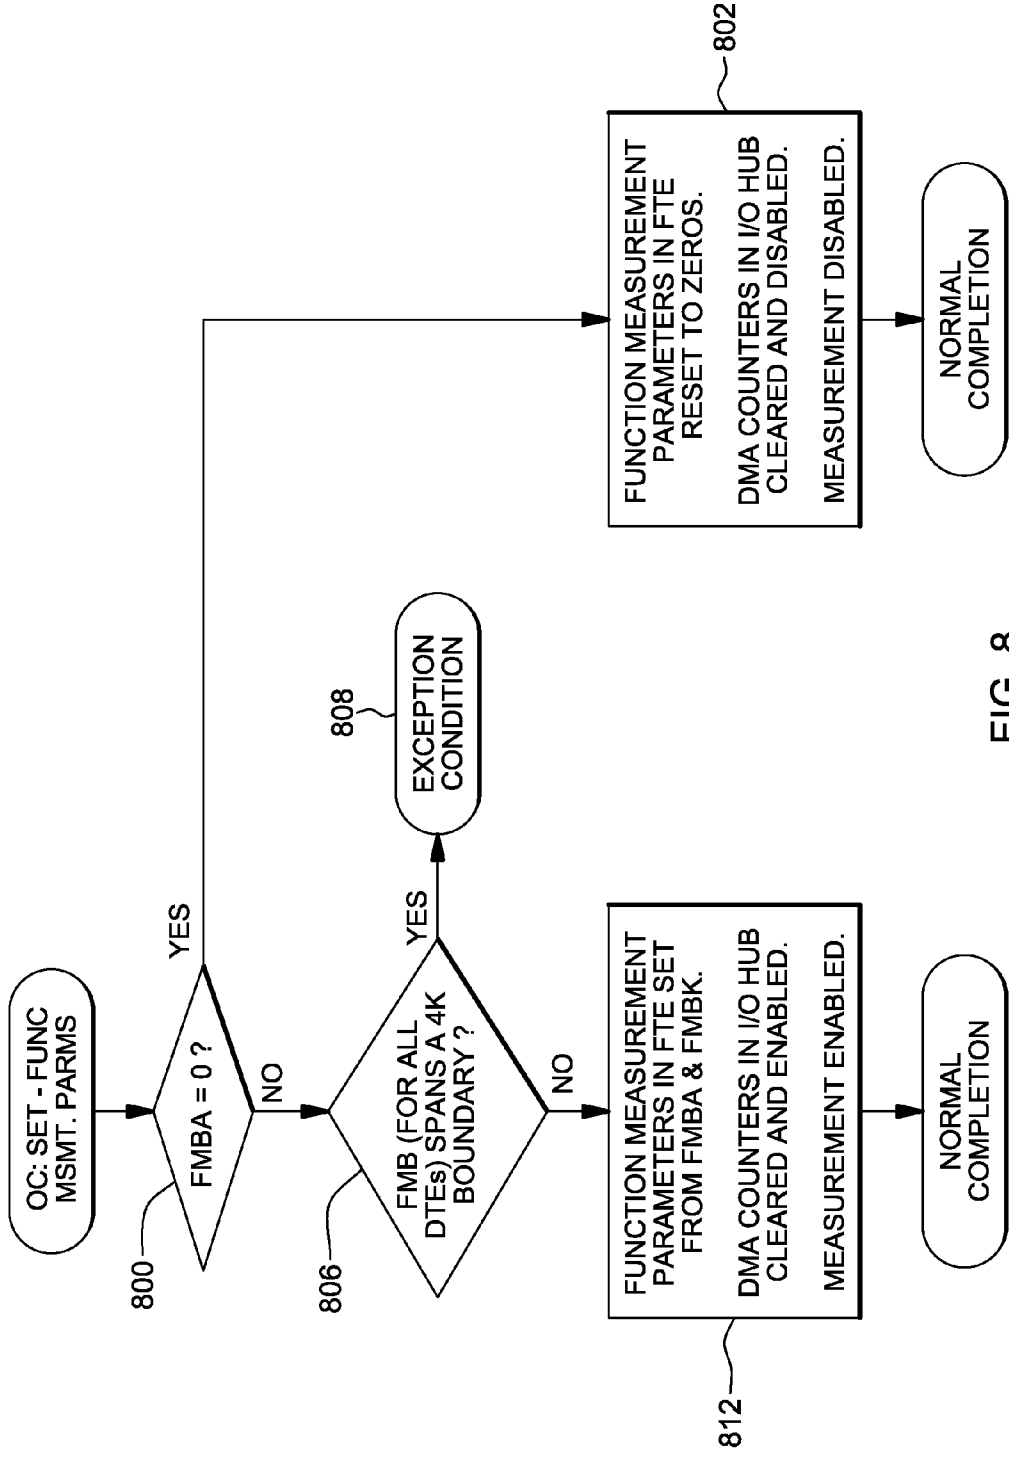 OC: SET - FUNC
MSMT. PARMS
800
FMBA = 0 ?
YES
NO
806
FMB (FOR ALL
DTEs) SPANS A 4K
BOUNDARY ?
YES
NO
808
EXCEPTION
CONDITION
812
FUNCTION MEASUREMENT
PARAMETERS IN FTE SET
FROM FMBA & FMBK.
DMA COUNTERS IN I/O HUB
CLEARED AND ENABLED.
MEASUREMENT ENABLED.
NORMAL
COMPLETION
802
FUNCTION MEASUREMENT
PARAMETERS IN FTE
RESET TO ZEROS.
DMA COUNTERS IN I/O HUB
CLEARED AND DISABLED.
MEASUREMENT DISABLED.
NORMAL
COMPLETION
FIG. 8